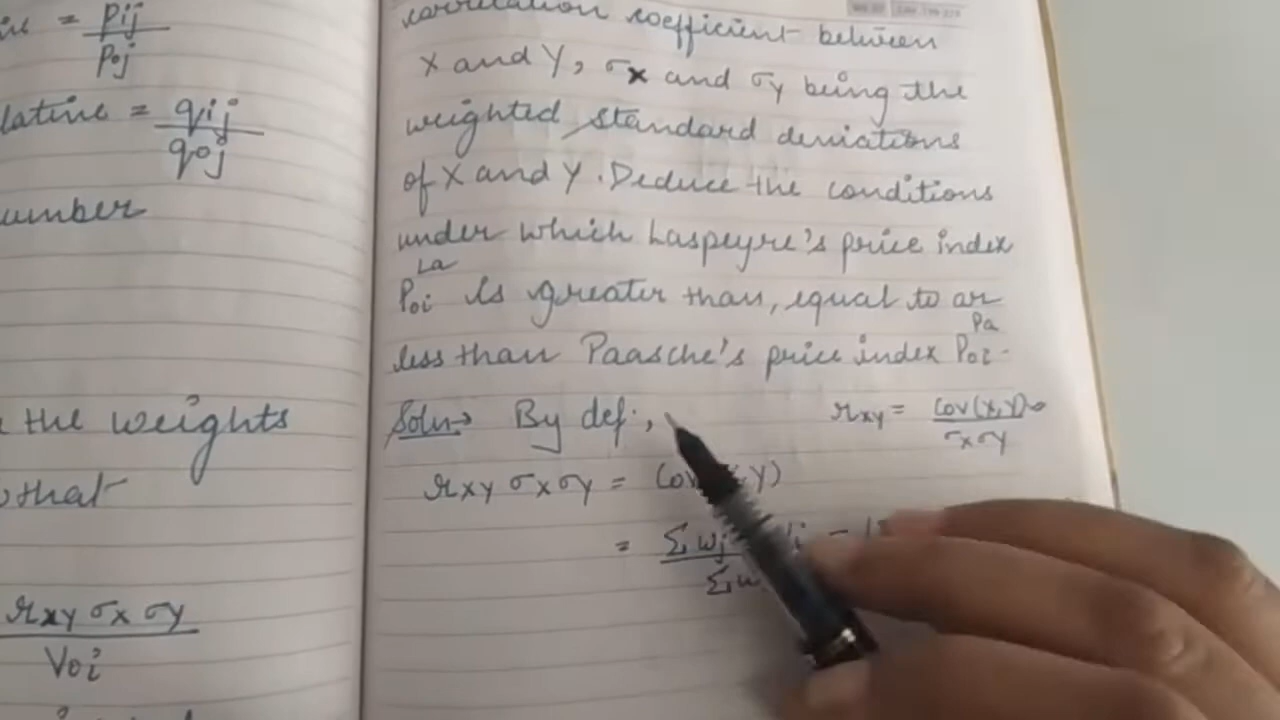 = pij / poj
= qij / qoj
the weights
that
rxy σx σy / Voi
coefficient between
X and Y, σx and σy being the
weighted standard deviations
of X and Y. Deduce the conditions
under which Laspeyre's price index
Poi^La is greater than, equal to or
less than Paasche's price index Poi^Pa.
Soln→ By def., rxy = Cov(X,Y) / σx σy
rxy σx σy = Cov Y)
= Σ wj